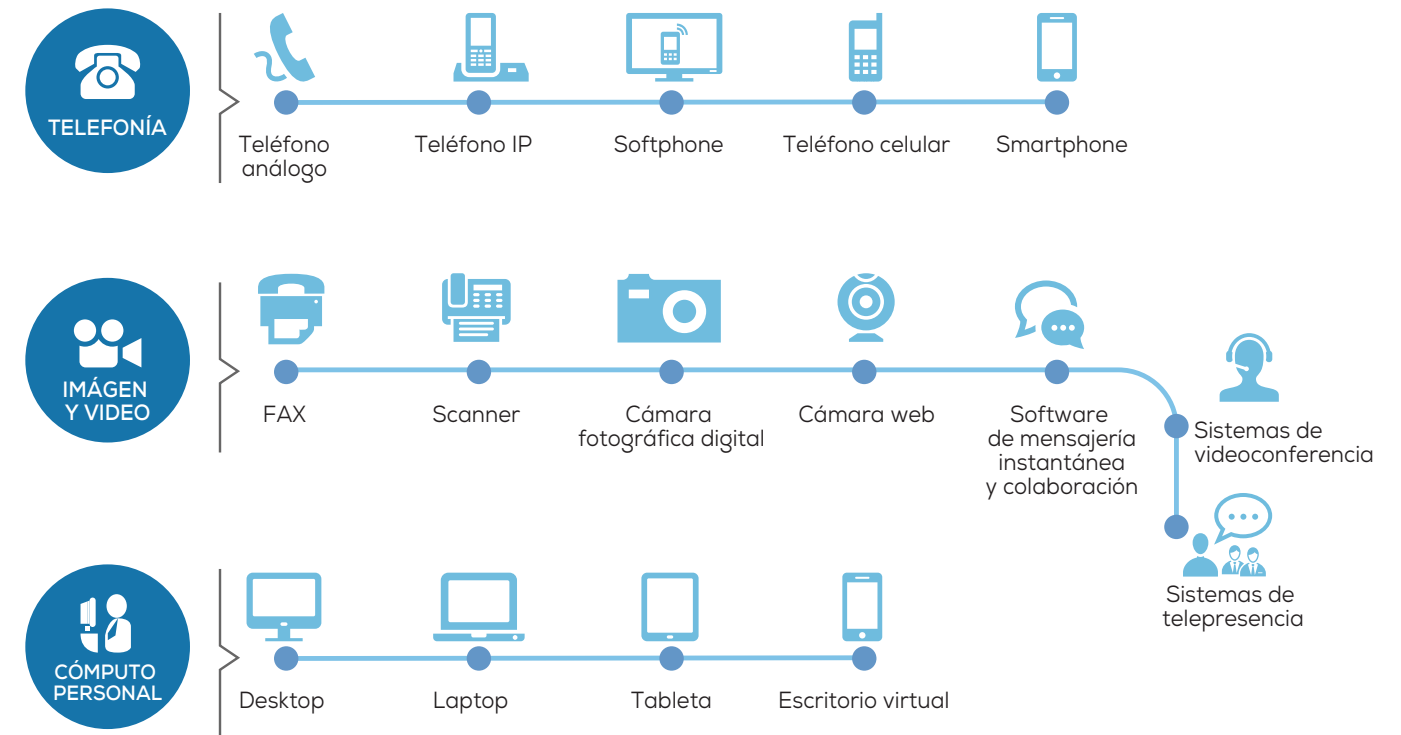 TELEFONÍA
Teléfono
análogo
Teléfono IP
Softphone
Teléfono celular
Smartphone
IMÁGEN
Y VIDEO
FAX
Scanner
Cámara
fotográfica digital
Cámara web
Software
de mensajería
instantánea
y colaboración
Sistemas de
videoconferencia
Sistemas de
telepresencia
CÓMPUTO
PERSONAL
Desktop
Laptop
Tableta
Escritorio virtual